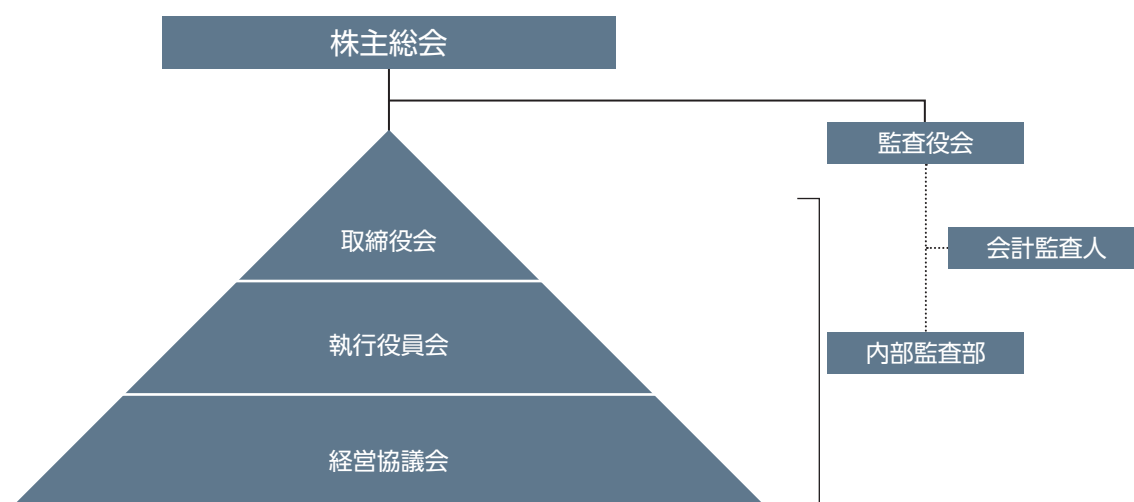 株主総会
監査役会
取締役会
会計監査人
執行役員会
内部監査部
経営協議会